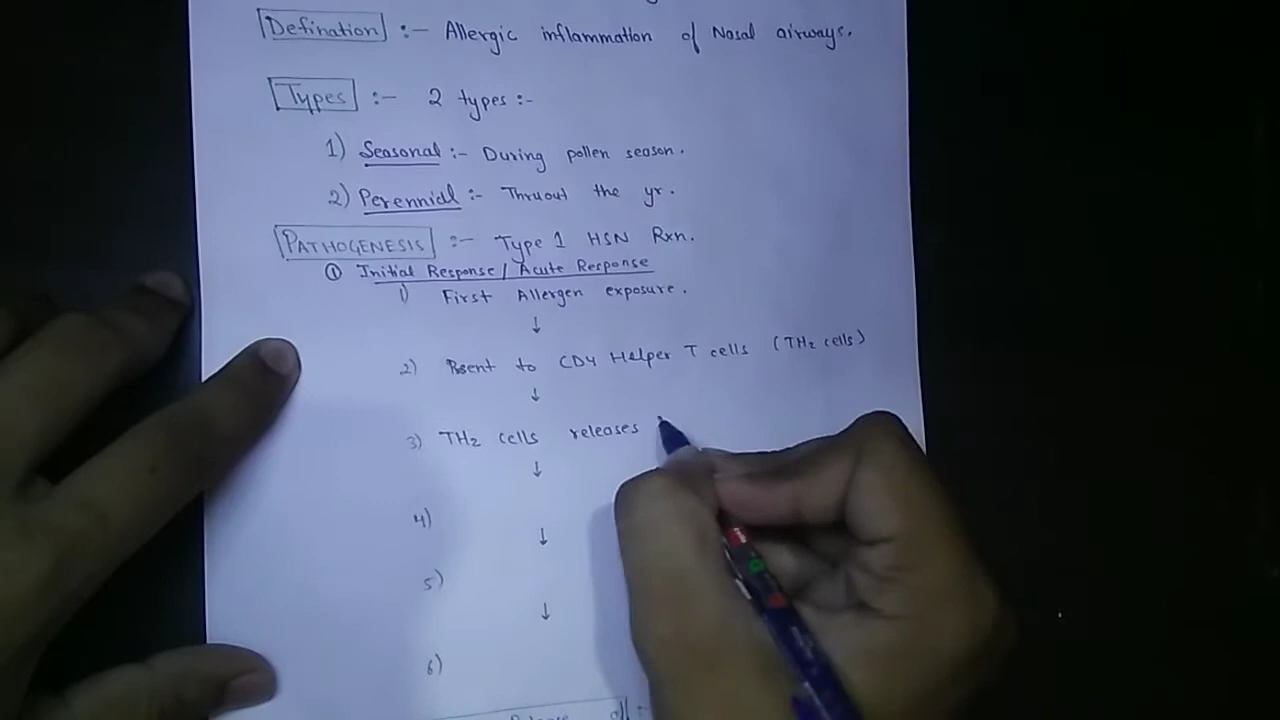 Defination :- Allergic inflammation of Nasal airways.
Types :- 2 types :-
1) Seasonal :- During pollen season.
2) Perennial :- Thruout the yr.
PATHOGENESIS :- Type 1 HSN Rxn.
① Initial Response / Acute Response
1) First Allergen exposure.
↓
2) Psent to CD4 Helper T cells (TH2 cells)
↓
3) TH2 cells releases
↓
4)
↓
5)
↓
6)